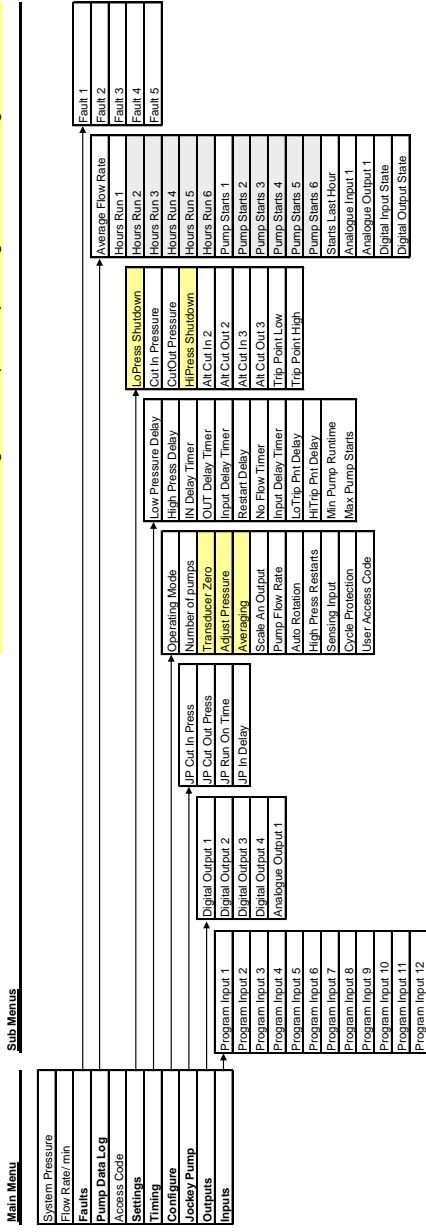 Main Menu
Sub Menus
System Pressure
Flow Rate/ min
Faults
Pump Data Log
Access Code
Settings
Timing
Configure
Jockey Pump
Outputs
Inputs
Program Input 1
Program Input 2
Program Input 3
Program Input 4
Program Input 5
Program Input 6
Program Input 7
Program Input 8
Program Input 9
Program Input 10
Program Input 11
Program Input 12
Digital Output 1
Digital Output 2
Digital Output 3
Digital Output 4
Analogue Output 1
JP Cut In Press
JP Cut Out Press
JP Run On Time
JP In Delay
Operating Mode
Number of pumps
Transducer Zero
Adjust Pressure
Averaging
Scale An Output
Pump Flow Rate
Auto Rotation
High Press Restarts
Sensing Input
Cycle Protection
User Access Code
Low Pressure Delay
High Press Delay
IN Delay Timer
OUT Delay Timer
Input Delay Timer
Restart Delay
No Flow Timer
Input Delay Timer
LoTrip Pnt Delay
HiTrip Pnt Delay
Min Pump Runtime
Max Pump Starts
LoPress Shutdown
Cut In Pressure
CutOut Pressure
HiPress Shutdown
Alt Cut In 2
Alt Cut Out 2
Alt Cut In 3
Alt Cut Out 3
Trip Point Low
Trip Point High
Average Flow Rate
Hours Run 1
Hours Run 2
Hours Run 3
Hours Run 4
Hours Run 5
Hours Run 6
Pump Starts 1
Pump Starts 2
Pump Starts 3
Pump Starts 4
Pump Starts 5
Pump Starts 6
Starts Last Hour
Analogue Input 1
Analogue Output 1
Digital Input State
Digital Output State
Fault 1
Fault 2
Fault 3
Fault 4
Fault 5